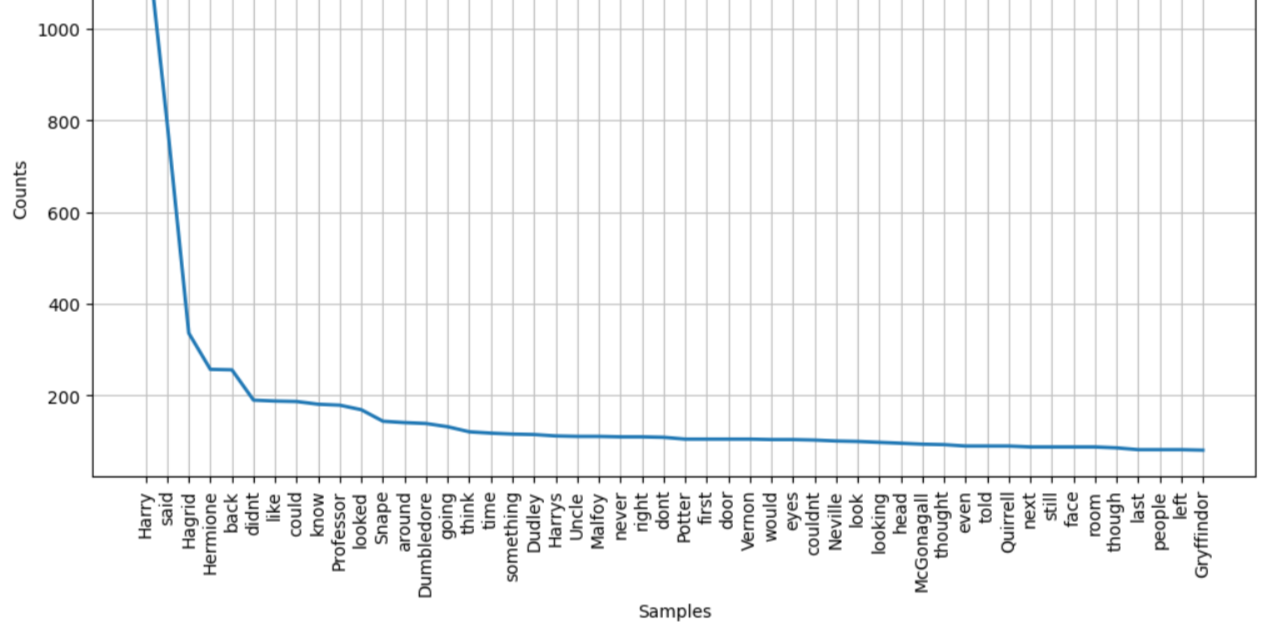 1000
800
600
400
200
Counts
Harry
said
Hagrid
Hermione
back
didnt
like
could
know
Professor
looked
Snape
around
Dumbledore
going
think
time
something
Dudley
Harrys
Uncle
Malfoy
never
right
dont
Potter
first
door
Vernon
would
eyes
couldnt
Neville
look
looking
head
McGonagall
thought
even
told
Quirrell
next
still
face
room
though
last
people
left
Gryffindor
Samples